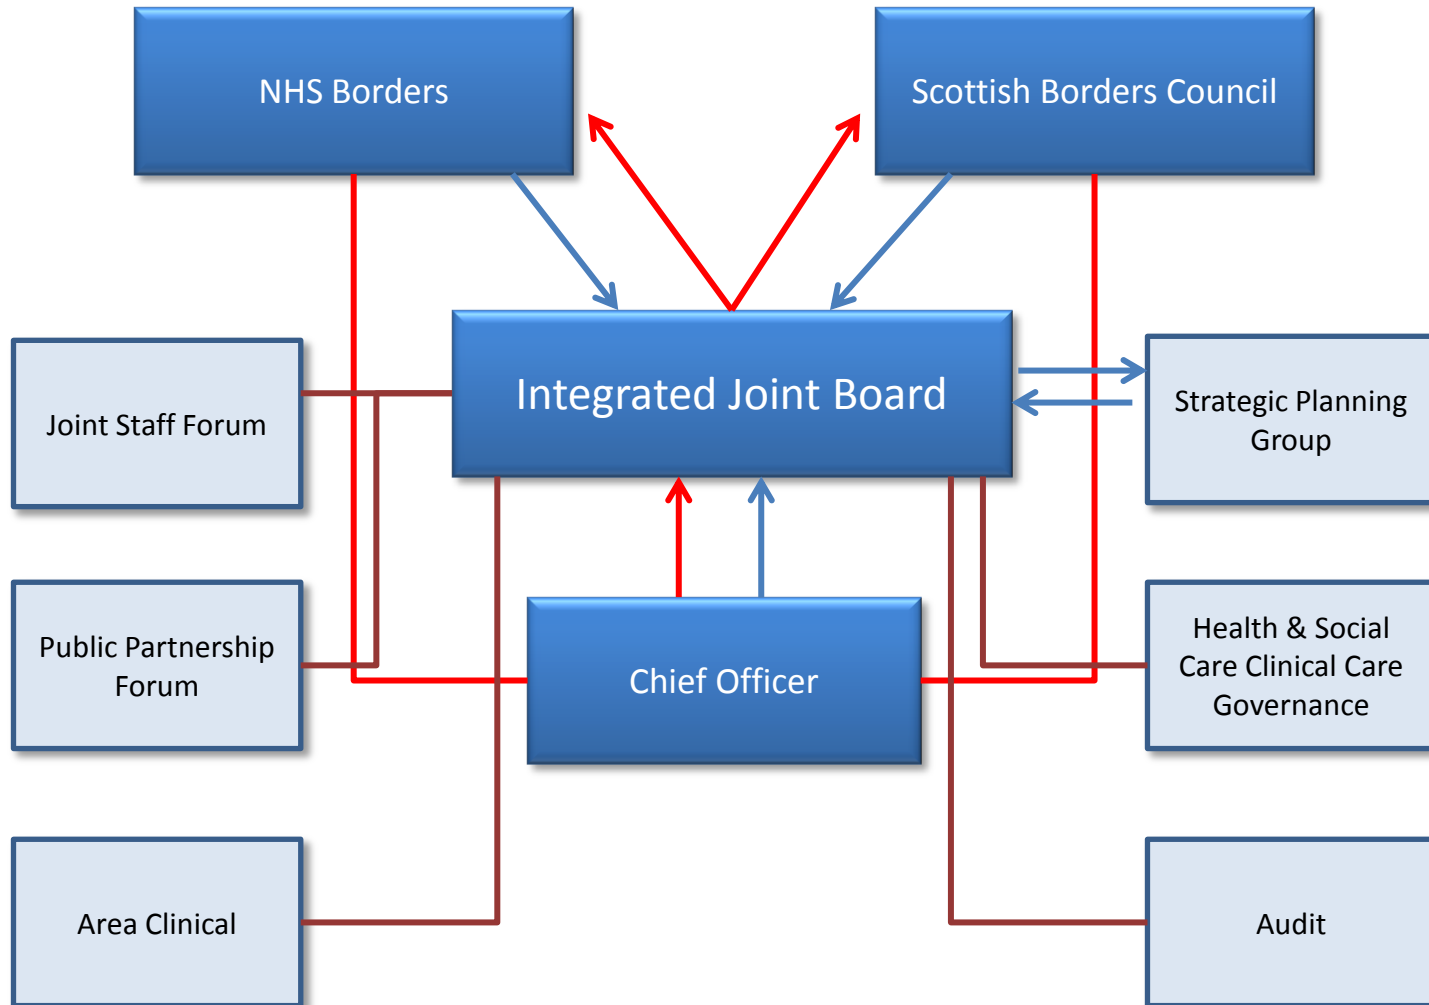 NHS Borders
Scottish Borders Council
Integrated Joint Board
Joint Staff Forum
Strategic Planning
Group
Public Partnership
Forum
Chief Officer
Health & Social
Care Clinical Care
Governance
Area Clinical
Audit